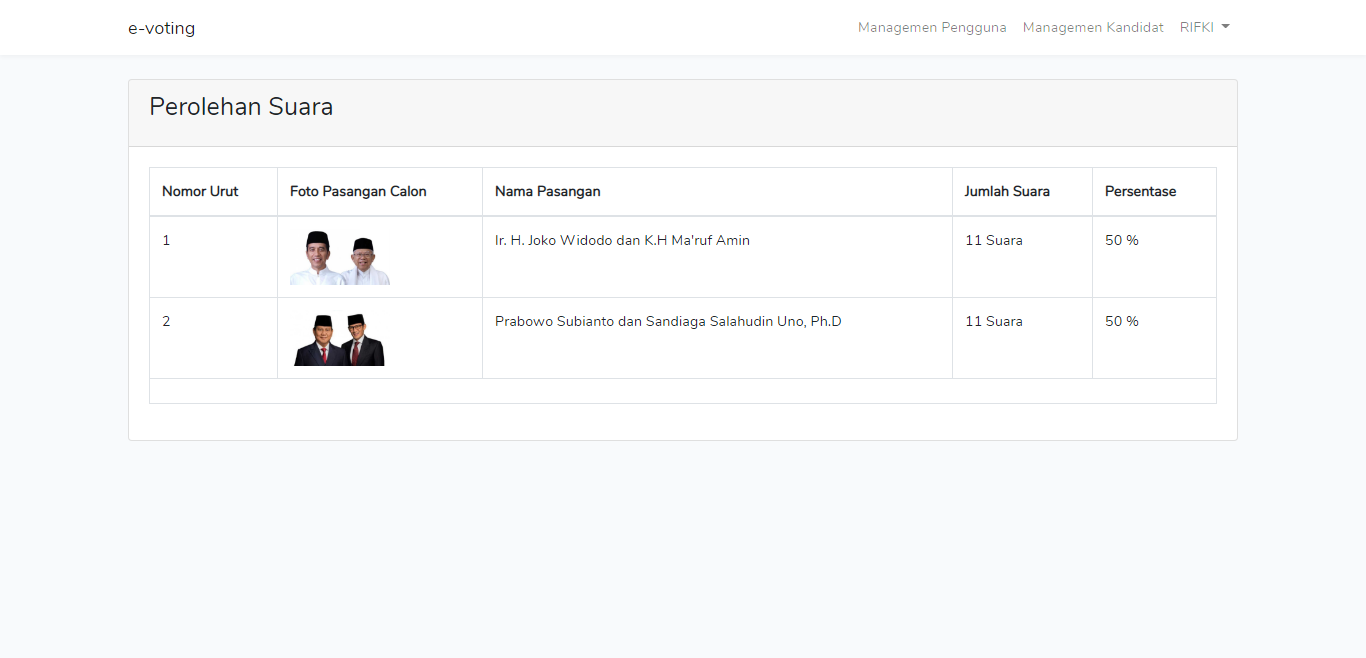 e-voting Managemen Pengguna Managemen Kandidat RIFKI
Perolehan Suara
Nomor Urut Foto Pasangan Calon Nama Pasangan Jumlah Suara Persentase
1 Ir. H. Joko Widodo dan K.H Ma'ruf Amin 11 Suara 50 %
2 Prabowo Subianto dan Sandiaga Salahudin Uno, Ph.D 11 Suara 50 %